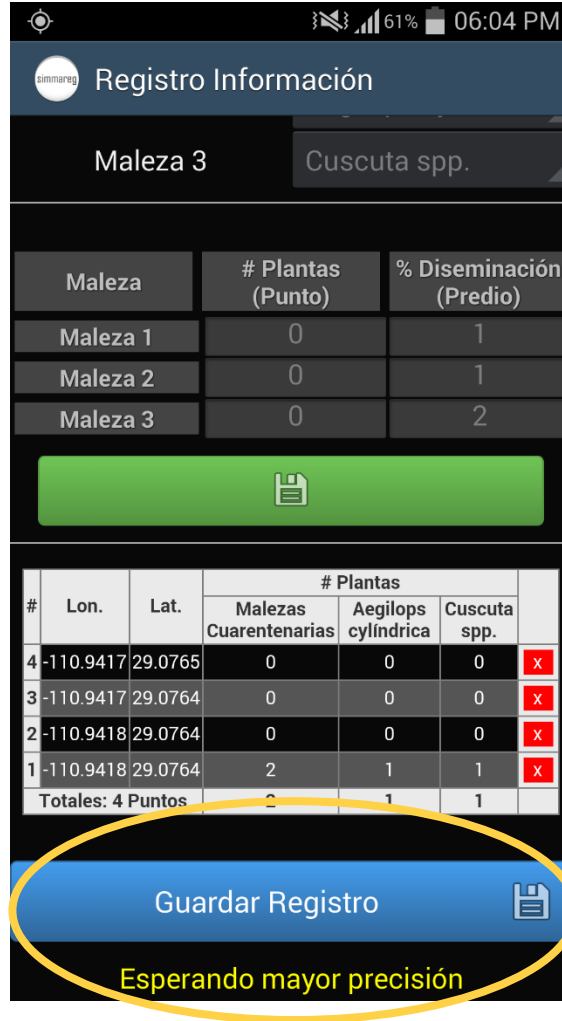 61% 06:04 PM
simmareg Registro Información
Maleza 3 Cuscuta spp.
Maleza # Plantas (Punto) % Diseminación (Predio)
Maleza 1 0 1
Maleza 2 0 1
Maleza 3 0 2
# Plantas
# Lon. Lat. Malezas Cuarentenarias Aegilops cylíndrica Cuscuta spp.
4 -110.9417 29.0765 0 0 0 x
3 -110.9417 29.0764 0 0 0 x
2 -110.9418 29.0764 0 0 0 x
1 -110.9418 29.0764 2 1 1 x
Totales: 4 Puntos 2 1 1
Guardar Registro
Esperando mayor precisión